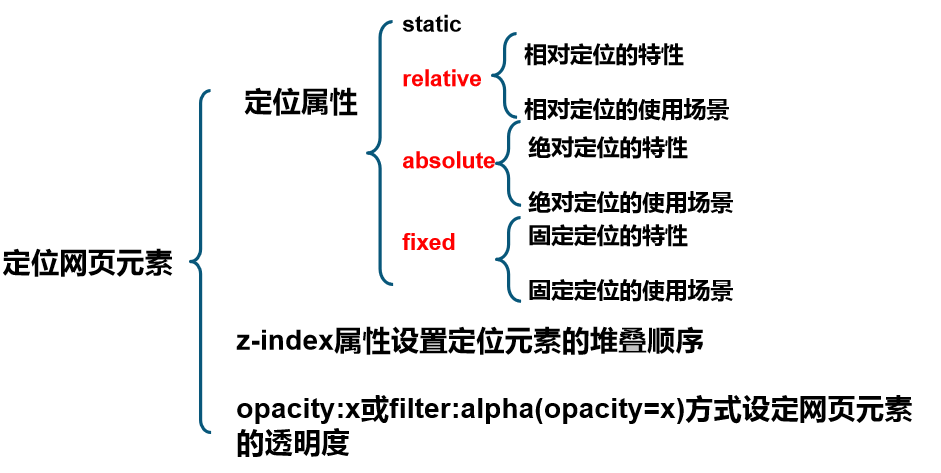 定位网页元素
定位属性
static
relative
相对定位的特性
相对定位的使用场景
absolute
绝对定位的特性
绝对定位的使用场景
fixed
固定定位的特性
固定定位的使用场景
z-index属性设置定位元素的堆叠顺序
opacity:x或filter:alpha(opacity=x)方式设定网页元素
的透明度